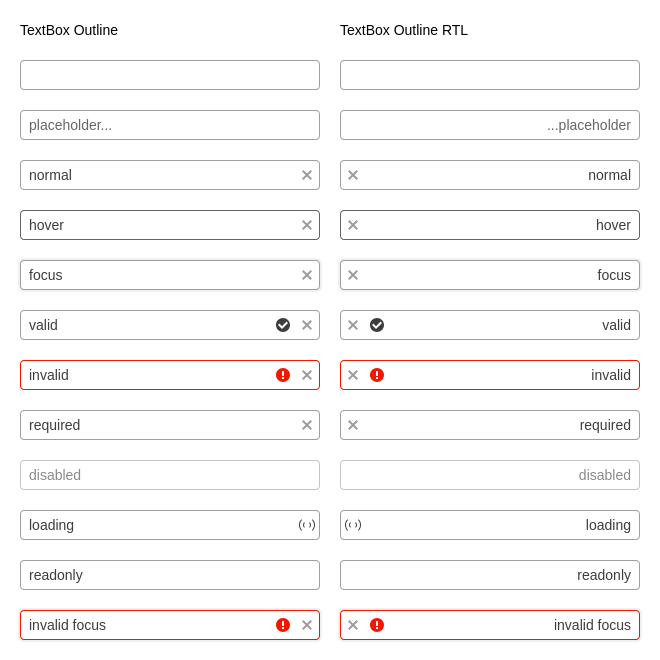 TextBox Outline
TextBox Outline RTL
placeholder...
...placeholder
normal
normal
hover
hover
focus
focus
valid
valid
invalid
invalid
required
required
disabled
disabled
loading
loading
readonly
readonly
invalid focus
invalid focus